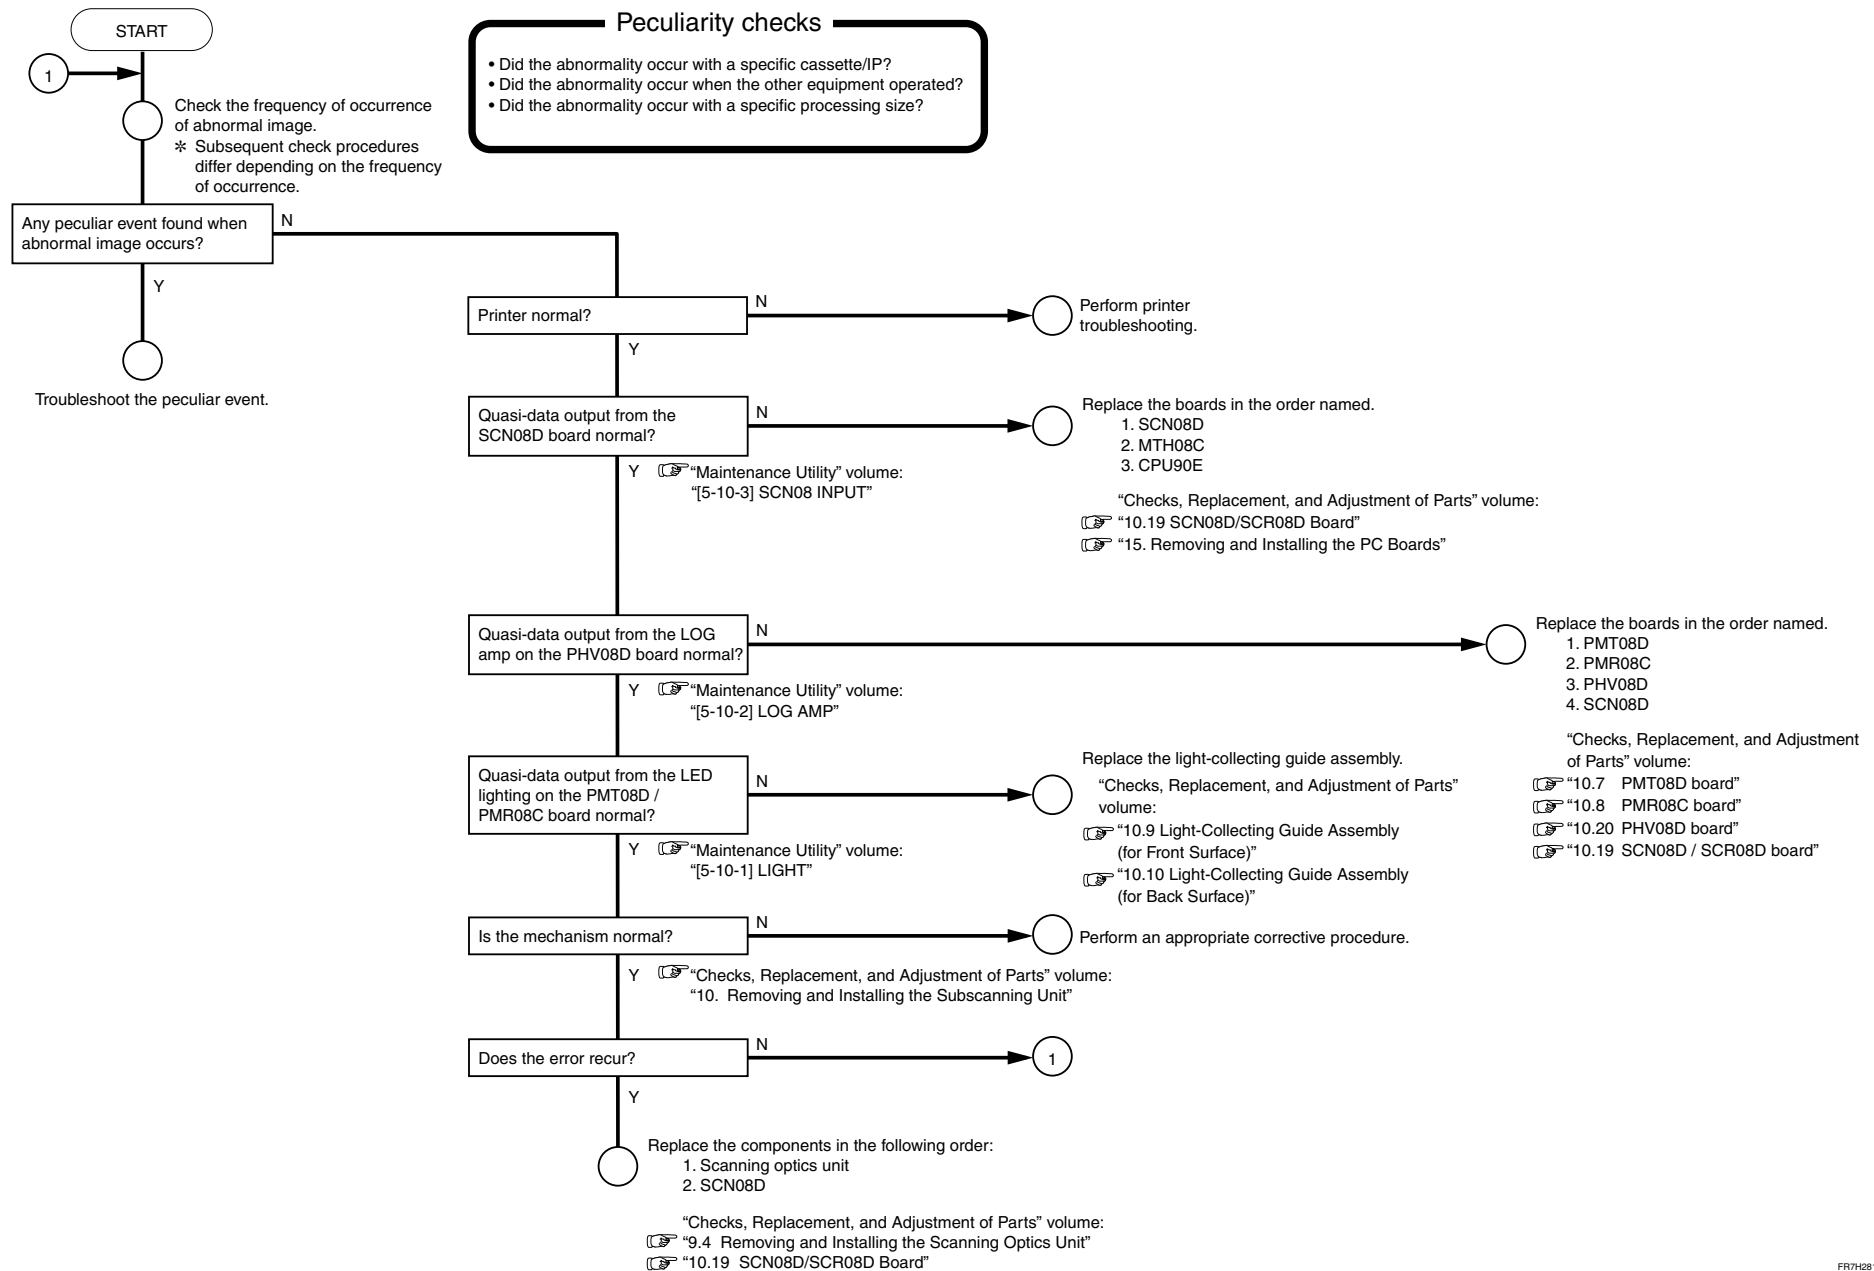 START
1
Check the frequency of occurrence
of abnormal image.
✻ Subsequent check procedures
differ depending on the frequency
of occurrence.
Peculiarity checks
• Did the abnormality occur with a specific cassette/IP?
• Did the abnormality occur when the other equipment operated?
• Did the abnormality occur with a specific processing size?
Any peculiar event found when
abnormal image occurs?
N
Y
Troubleshoot the peculiar event.
Printer normal?
N
Perform printer
troubleshooting.
Y
Quasi-data output from the
SCN08D board normal?
N
Replace the boards in the order named.
1. SCN08D
2. MTH08C
3. CPU90E
“Checks, Replacement, and Adjustment of Parts” volume:
“10.19 SCN08D/SCR08D Board”
“15. Removing and Installing the PC Boards”
Y
“Maintenance Utility” volume:
“[5-10-3] SCN08 INPUT”
Quasi-data output from the LOG
amp on the PHV08D board normal?
N
Replace the boards in the order named.
1. PMT08D
2. PMR08C
3. PHV08D
4. SCN08D
“Checks, Replacement, and Adjustment
of Parts” volume:
“10.7 PMT08D board”
“10.8 PMR08C board”
“10.20 PHV08D board”
“10.19 SCN08D / SCR08D board”
Y
“Maintenance Utility” volume:
“[5-10-2] LOG AMP”
Quasi-data output from the LED
lighting on the PMT08D /
PMR08C board normal?
N
Replace the light-collecting guide assembly.
“Checks, Replacement, and Adjustment of Parts”
volume:
“10.9 Light-Collecting Guide Assembly
(for Front Surface)”
“10.10 Light-Collecting Guide Assembly
(for Back Surface)”
Y
“Maintenance Utility” volume:
“[5-10-1] LIGHT”
Is the mechanism normal?
N
Perform an appropriate corrective procedure.
Y
“Checks, Replacement, and Adjustment of Parts” volume:
“10. Removing and Installing the Subscanning Unit”
Does the error recur?
N
1
Y
Replace the components in the following order:
1. Scanning optics unit
2. SCN08D
“Checks, Replacement, and Adjustment of Parts” volume:
“9.4 Removing and Installing the Scanning Optics Unit”
“10.19 SCN08D/SCR08D Board”